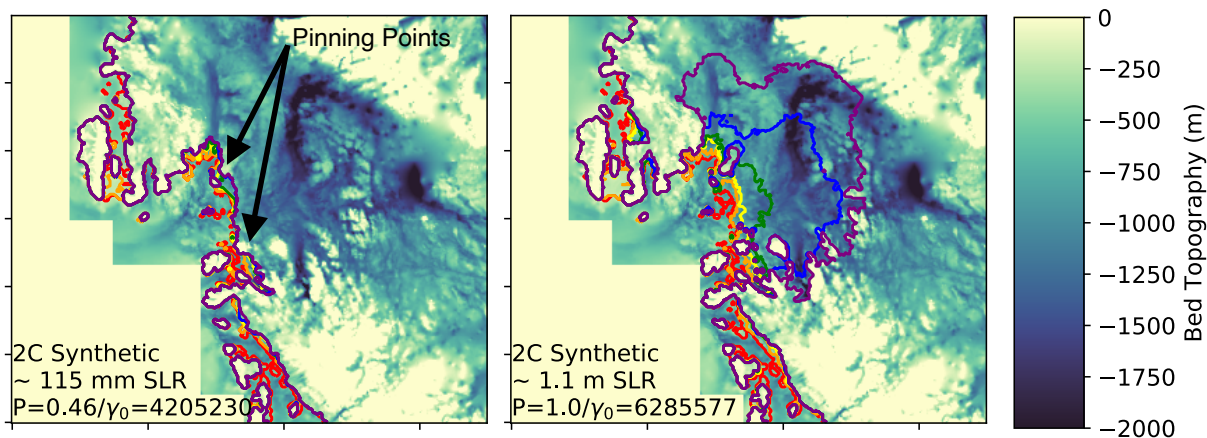 Pinning Points
2C Synthetic
~ 115 mm SLR
P=0.46/γ₀=4205230
2C Synthetic
~ 1.1 m SLR
P=1.0/γ₀=6285577
0
−250
−500
−750
−1000
−1250
−1500
−1750
−2000
Bed Topography (m)